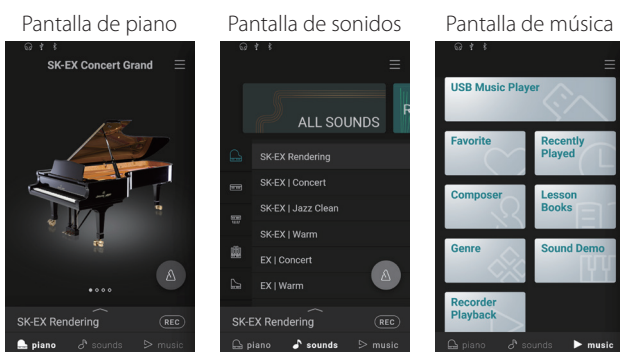 Pantalla de piano
SK-EX Concert Grand
SK-EX Rendering
REC
piano
sounds
music
Pantalla de sonidos
ALL SOUNDS
R
SK-EX Rendering
SK-EX | Concert
SK-EX | Jazz Clean
SK-EX | Warm
EX | Concert
EX | Warm
SK-EX Rendering
REC
piano
sounds
music
Pantalla de música
USB Music Player
Favorite
Recently
Played
Composer
Lesson
Books
Genre
Sound Demo
Recorder
Playback
piano
sounds
music